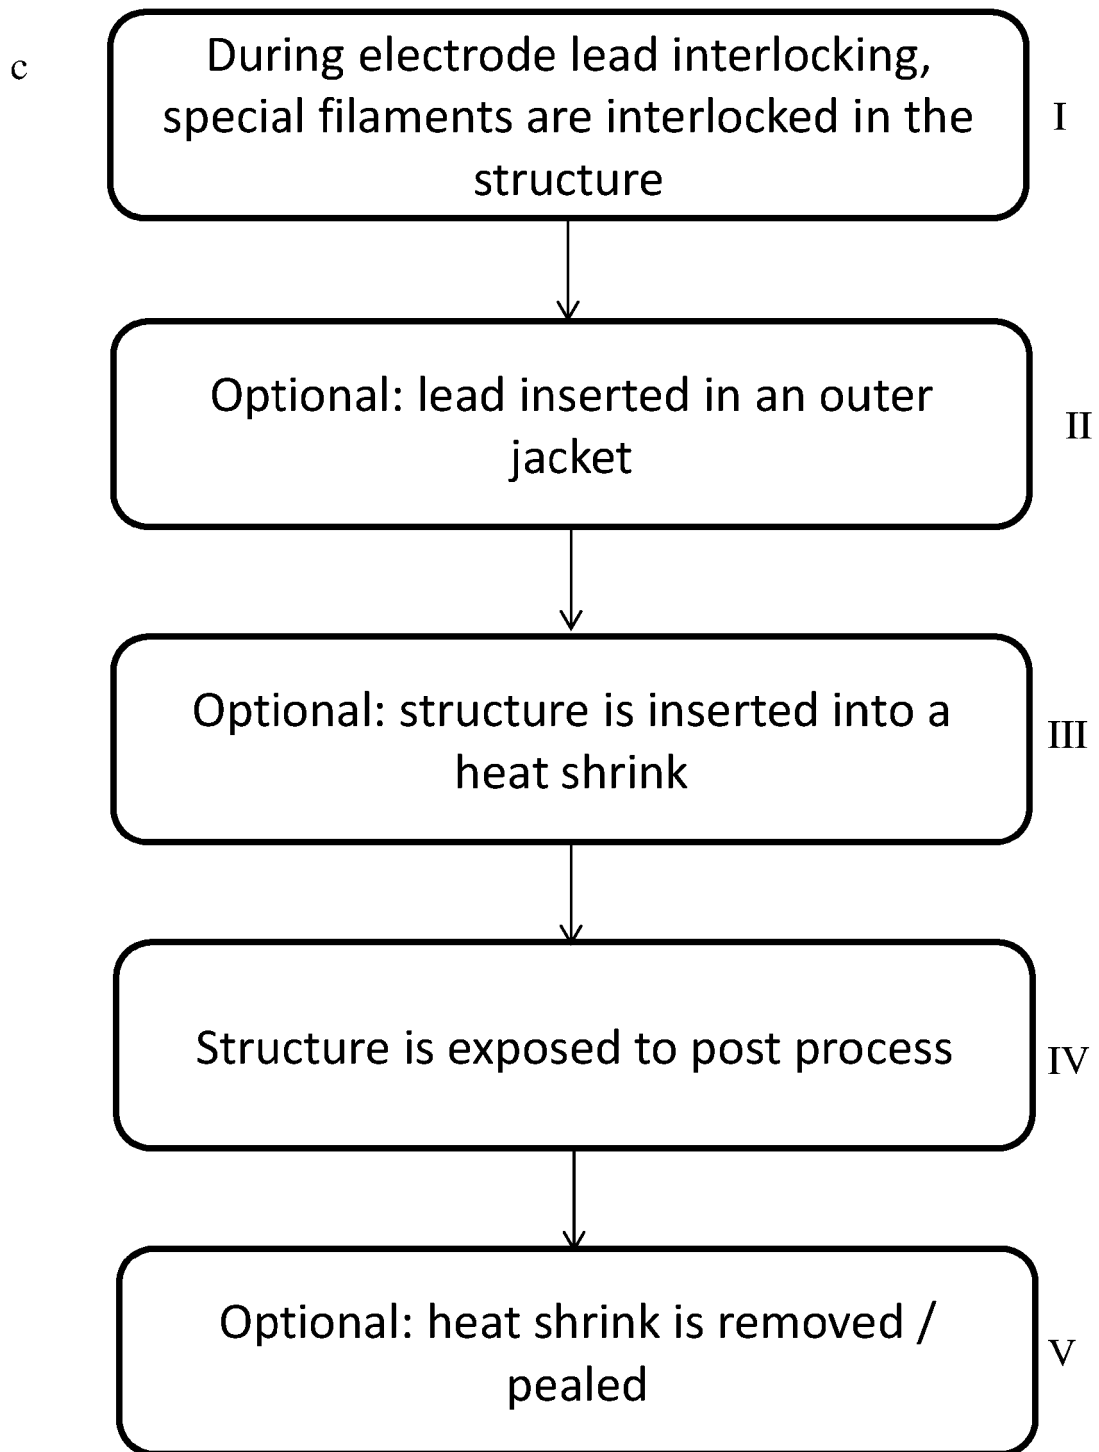 c
During electrode lead interlocking,
special filaments are interlocked in the
structure
I
Optional: lead inserted in an outer
jacket
II
Optional: structure is inserted into a
heat shrink
III
Structure is exposed to post process
IV
Optional: heat shrink is removed /
pealed
V